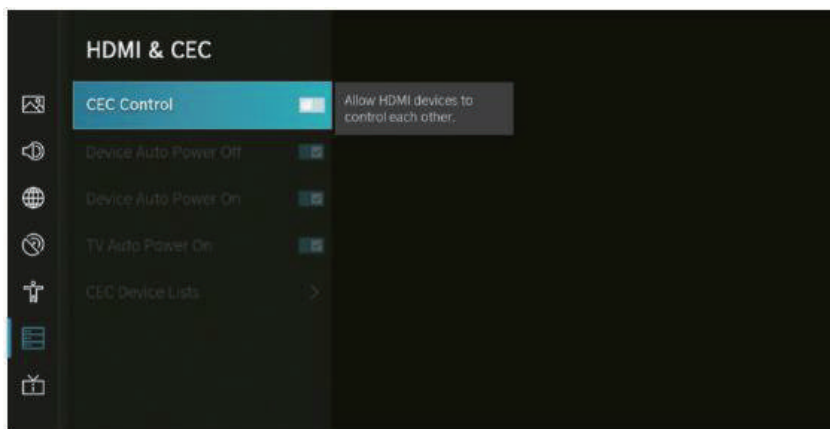 HDMI & CEC
CEC Control
Allow HDMI devices to
control each other.
Device Auto Power Off
Device Auto Power On
TV Auto Power On
CEC Device Lists